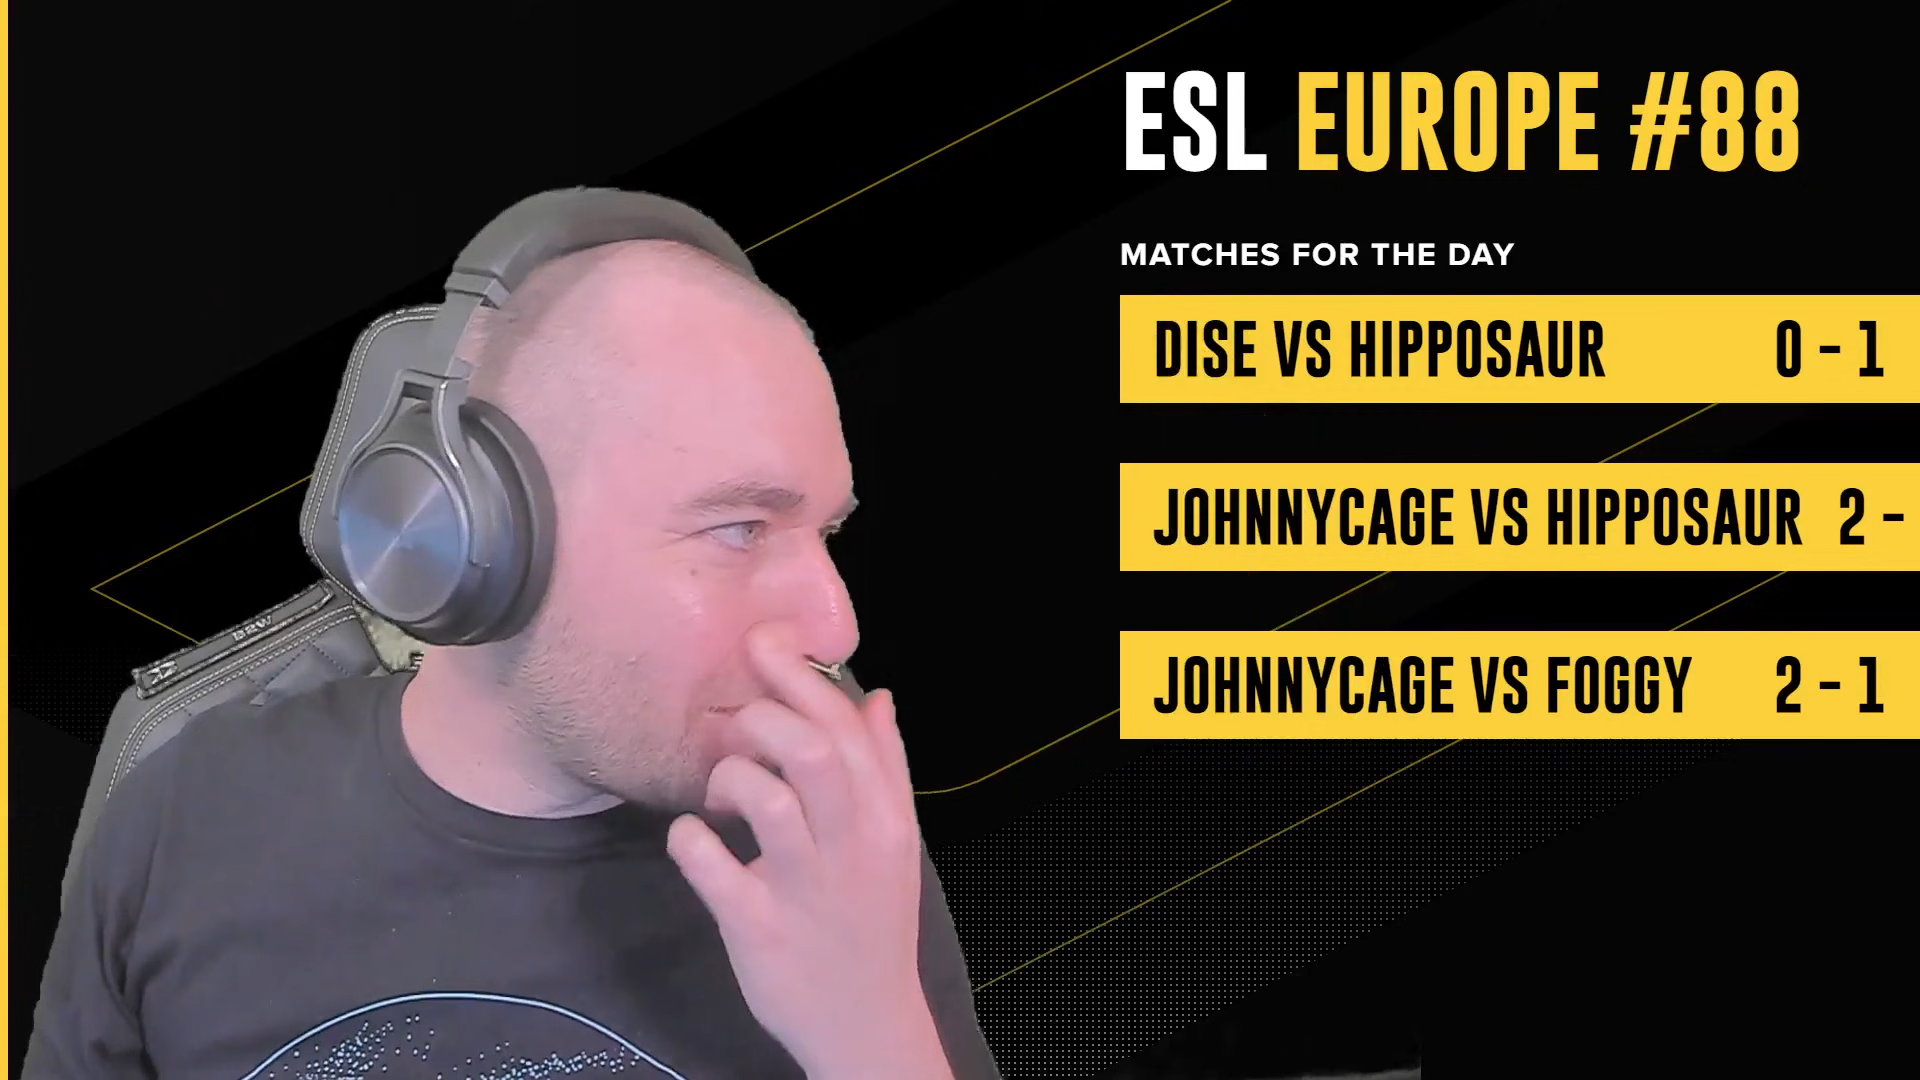 ESL EUROPE #88
MATCHES FOR THE DAY
DISE VS HIPPOSAUR 0 - 1
JOHNNYCAGE VS HIPPOSAUR 2 -
JOHNNYCAGE VS FOGGY 2 - 1